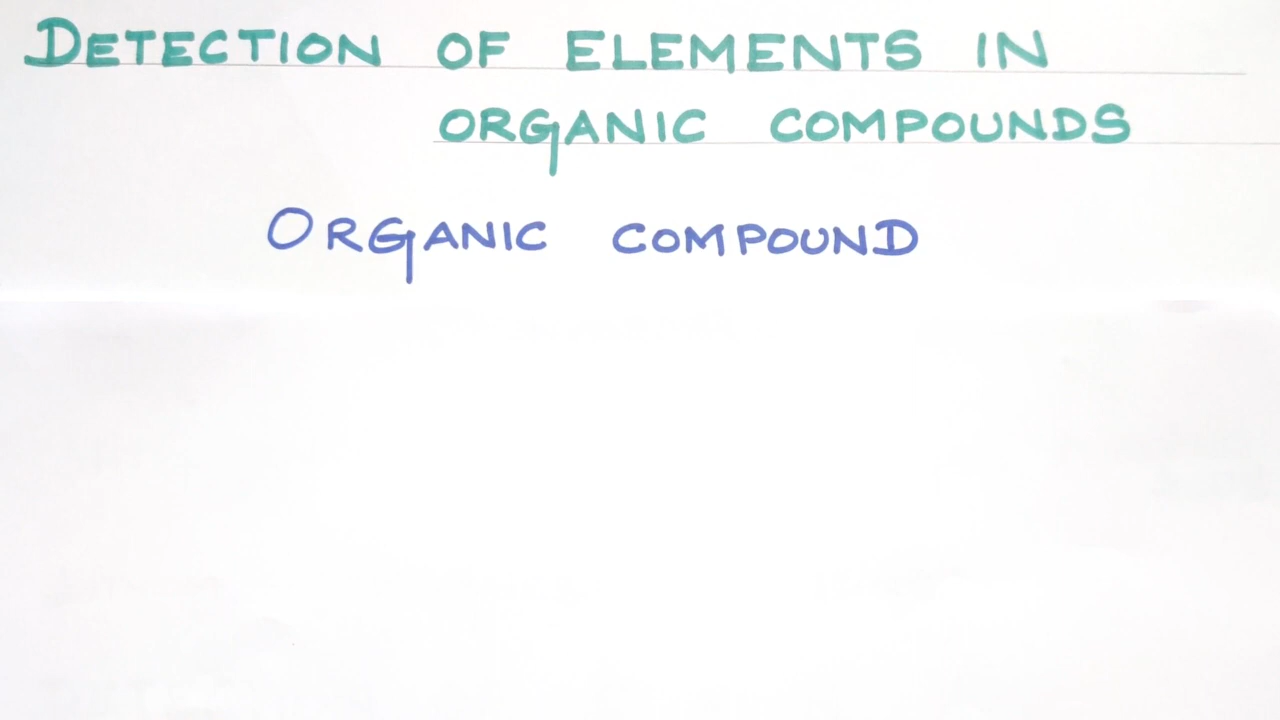 DETECTION OF ELEMENTS IN
ORGANIC COMPOUNDS
ORGANIC COMPOUND